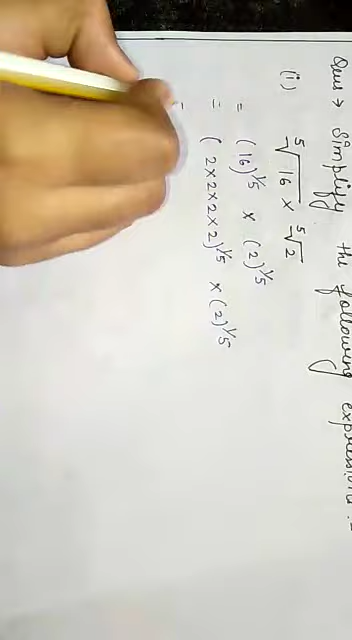 Ques → Simplify the following expressions :-
(i) ⁵√16 × ⁵√2
= (16)^1/5 × (2)^1/5
= (2×2×2×2)^1/5 × (2)^1/5
=